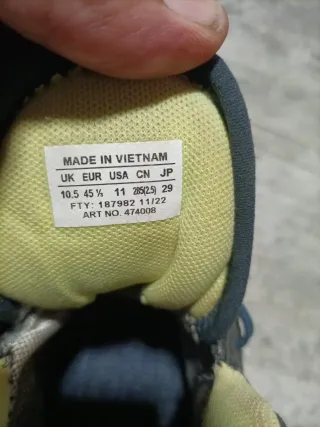 MADE IN VIETNAM
UK EUR USA CN JP
10.5 45 ⅓ 11 285(2.5) 29
FTY: 187982 11/22
ART NO. 474008